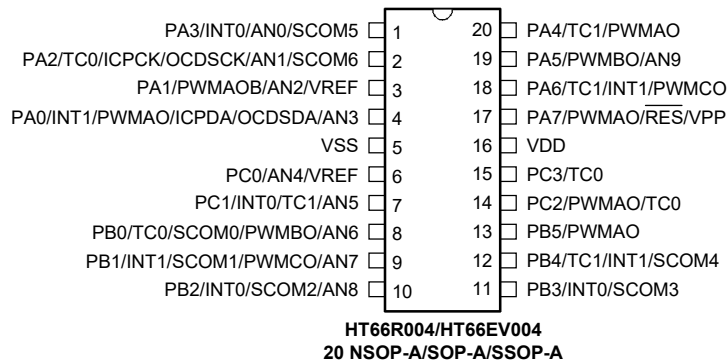 PA3/INT0/AN0/SCOM5 1 20 PA4/TC1/PWMAO
PA2/TC0/ICPCK/OCDSCK/AN1/SCOM6 2 19 PA5/PWMBO/AN9
PA1/PWMAOB/AN2/VREF 3 18 PA6/TC1/INT1/PWMCO
PA0/INT1/PWMAO/ICPDA/OCDSDA/AN3 4 17 PA7/PWMAO/RES/VPP
VSS 5 16 VDD
PC0/AN4/VREF 6 15 PC3/TC0
PC1/INT0/TC1/AN5 7 14 PC2/PWMAO/TC0
PB0/TC0/SCOM0/PWMBO/AN6 8 13 PB5/PWMAO
PB1/INT1/SCOM1/PWMCO/AN7 9 12 PB4/TC1/INT1/SCOM4
PB2/INT0/SCOM2/AN8 10 11 PB3/INT0/SCOM3
HT66R004/HT66EV004
20 NSOP-A/SOP-A/SSOP-A